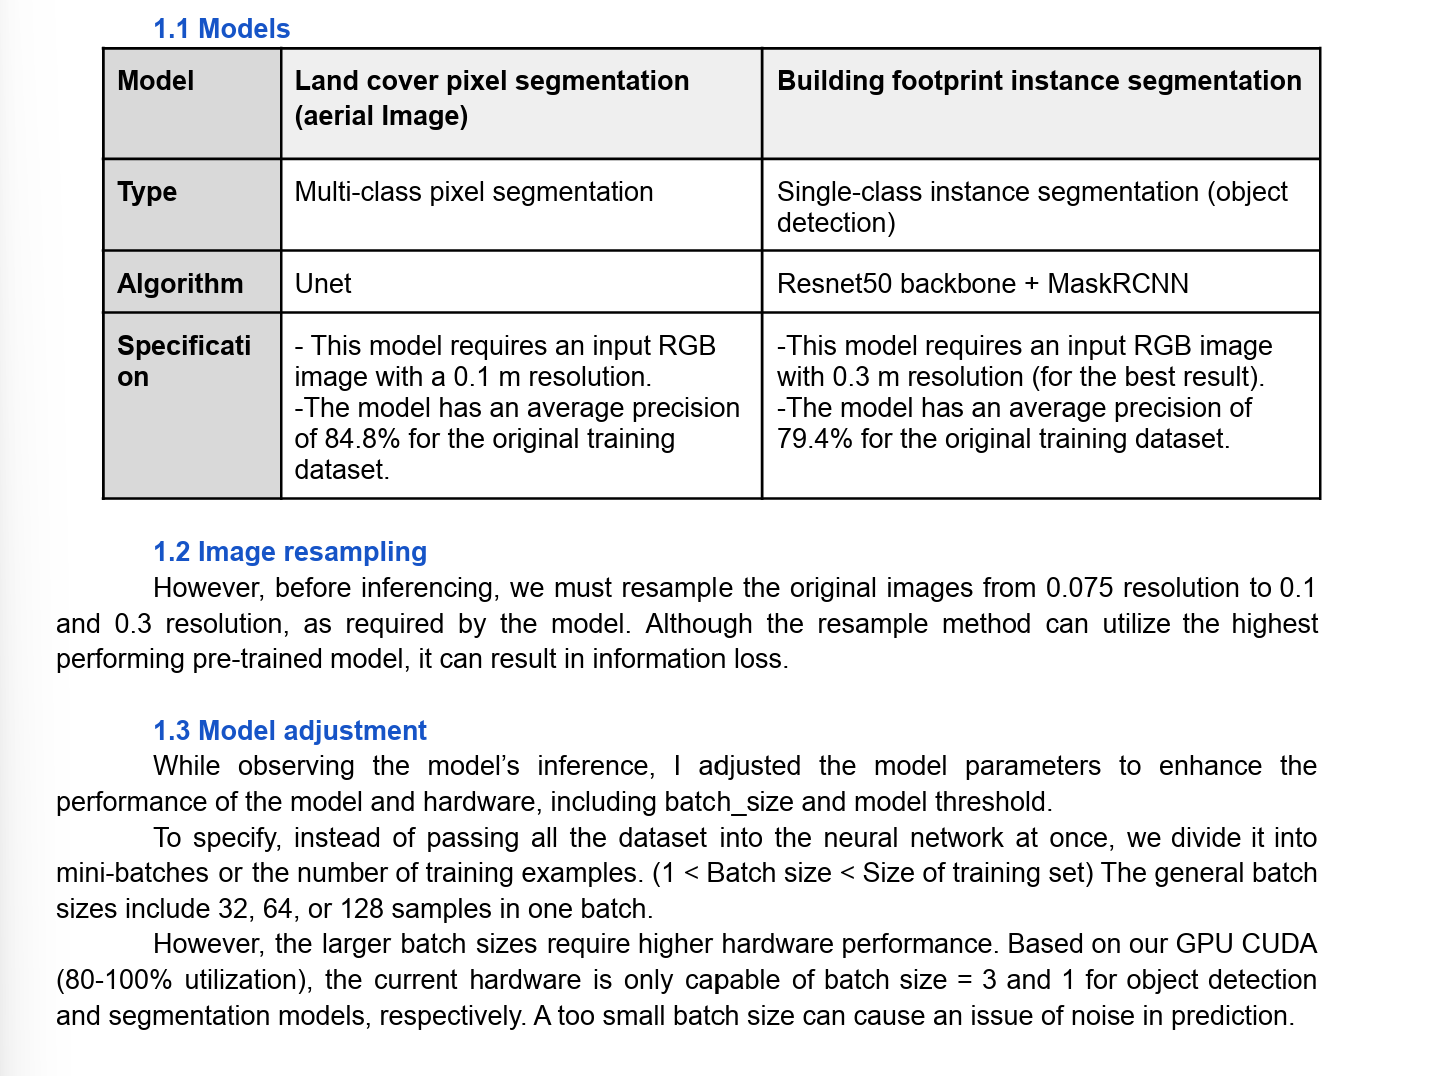 1.1 Models
Model
Land cover pixel segmentation
(aerial Image)
Building footprint instance segmentation
Type
Multi-class pixel segmentation
Single-class instance segmentation (object
detection)
Algorithm
Unet
Resnet50 backbone + MaskRCNN
Specificati
on
- This model requires an input RGB
image with a 0.1 m resolution.
-The model has an average precision
of 84.8% for the original training
dataset.
-This model requires an input RGB image
with 0.3 m resolution (for the best result).
-The model has an average precision of
79.4% for the original training dataset.
1.2 Image resampling
However, before inferencing, we must resample the original images from 0.075 resolution to 0.1
and 0.3 resolution, as required by the model. Although the resample method can utilize the highest
performing pre-trained model, it can result in information loss.
1.3 Model adjustment
While observing the model’s inference, I adjusted the model parameters to enhance the
performance of the model and hardware, including batch_size and model threshold.
To specify, instead of passing all the dataset into the neural network at once, we divide it into
mini-batches or the number of training examples. (1 < Batch size < Size of training set) The general batch
sizes include 32, 64, or 128 samples in one batch.
However, the larger batch sizes require higher hardware performance. Based on our GPU CUDA
(80-100% utilization), the current hardware is only capable of batch size = 3 and 1 for object detection
and segmentation models, respectively. A too small batch size can cause an issue of noise in prediction.